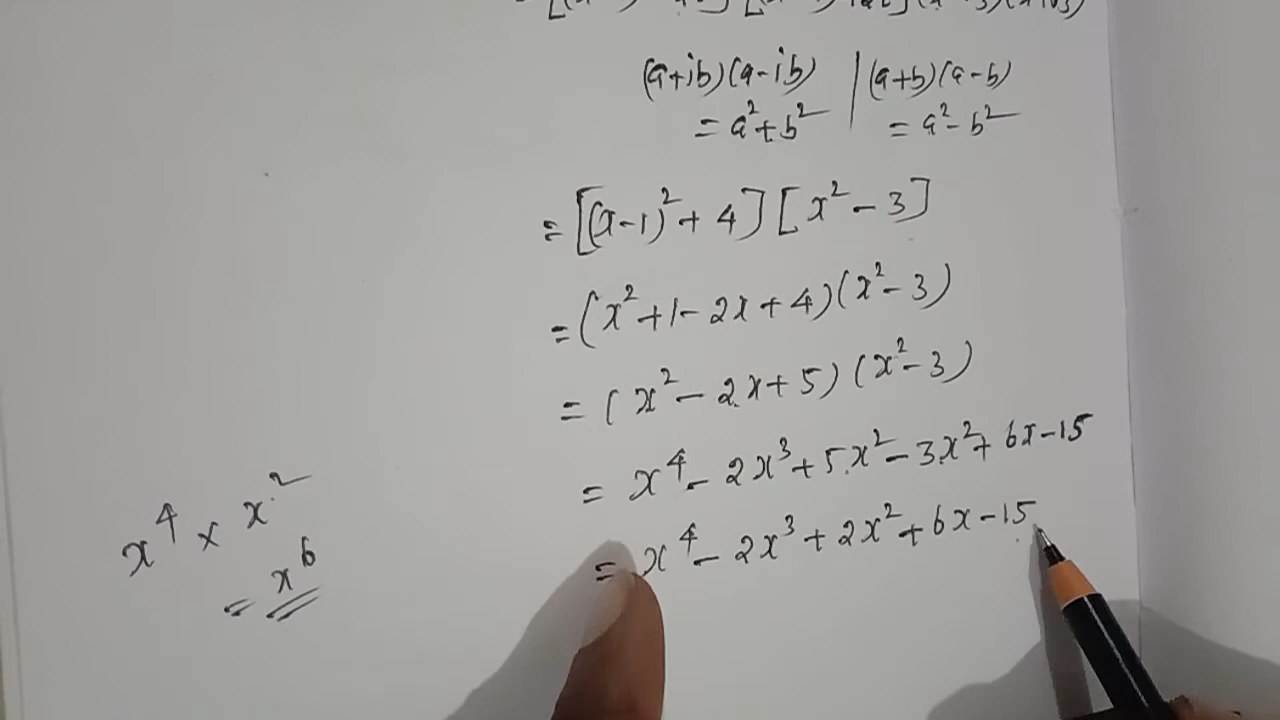 (a+ib)(a-ib) | (a+b)(a-b)
= a²+b² | = a²-b²
= [(x-1)²+ 4] [x²-3]
= (x²+1-2x+4)(x²-3)
= (x²-2x+5)(x²-3)
= x⁴-2x³+5x²-3x²+6x-15
= x⁴-2x³+2x²+6x-15
x⁴ × x²
= x⁶